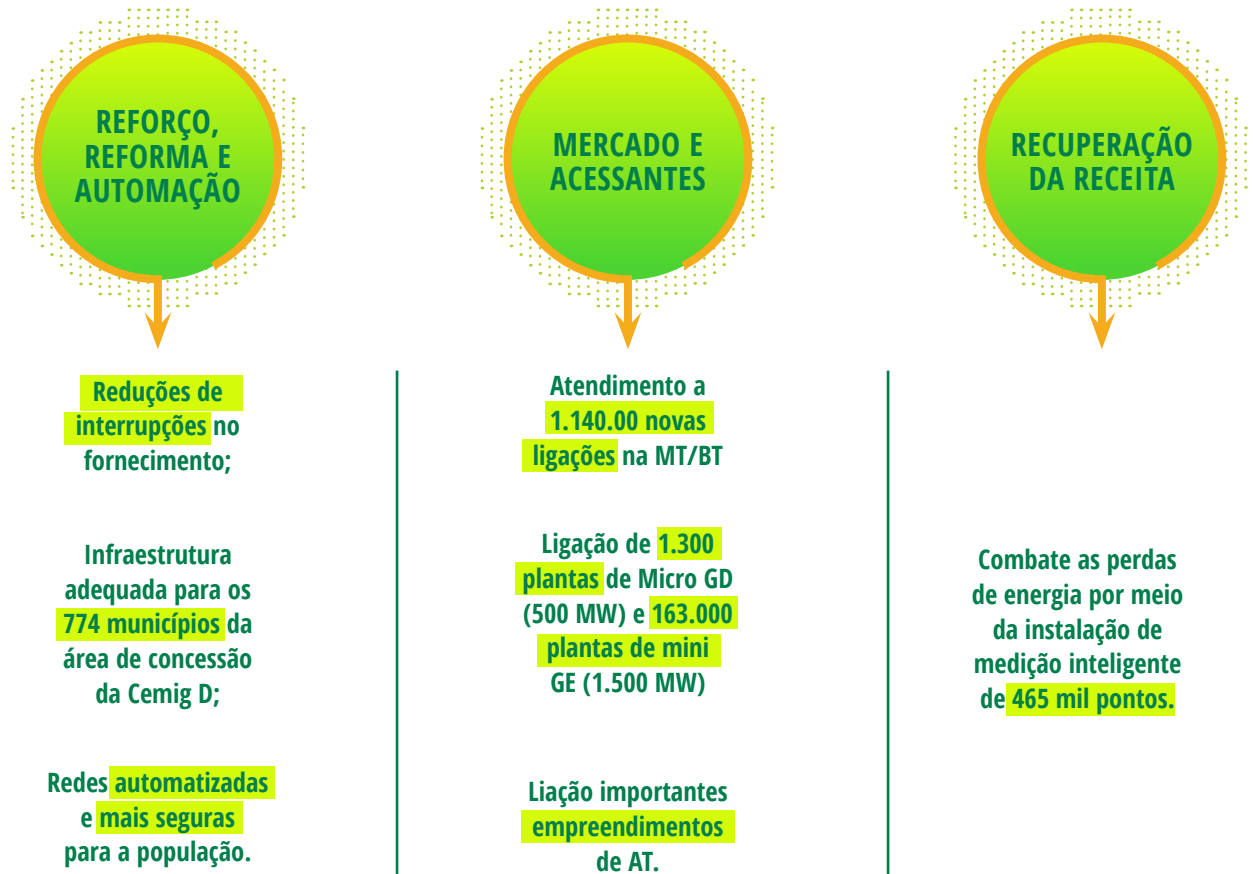 REFORÇO,
REFORMA E
AUTOMAÇÃO
Reduções de
interrupções no
fornecimento;
Infraestrutura
adequada para os
774 municípios da
área de concessão
da Cemig D;
Redes automatizadas
e mais seguras
para a população.
MERCADO E
ACESSANTES
Atendimento a
1.140.00 novas
ligações na MT/BT
Ligação de 1.300
plantas de Micro GD
(500 MW) e 163.000
plantas de mini
GE (1.500 MW)
Liação importantes
empreendimentos
de AT.
RECUPERAÇÃO
DA RECEITA
Combate as perdas
de energia por meio
da instalação de
medição inteligente
de 465 mil pontos.